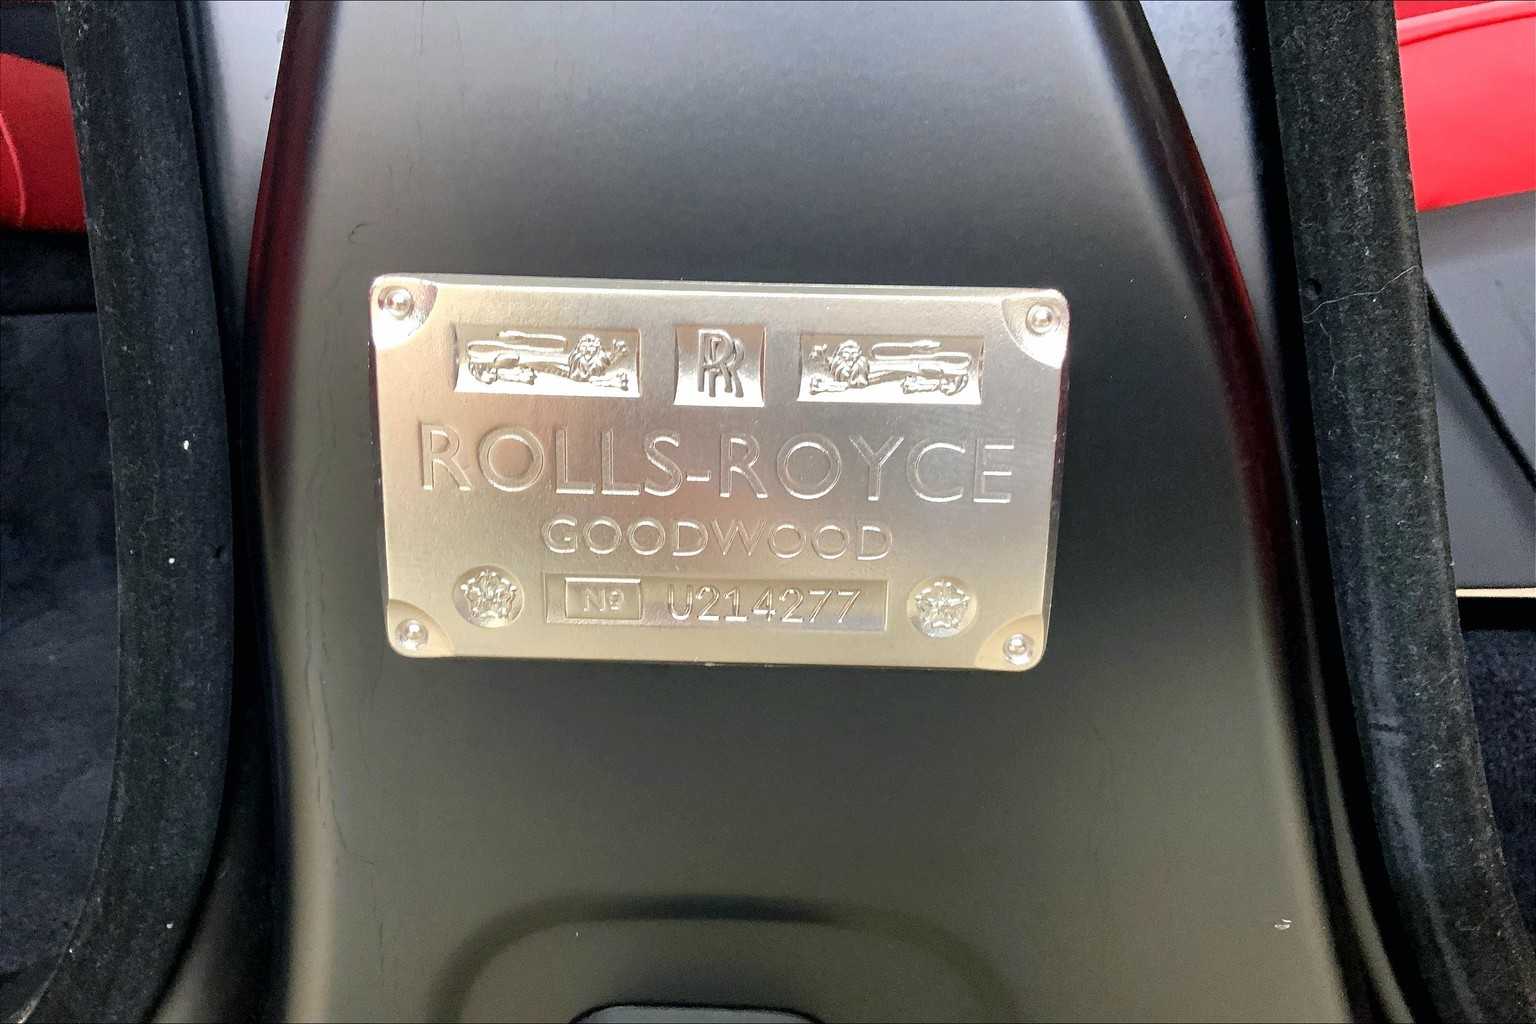 RR
ROLLS-ROYCE
GOODWOOD
Nº U214277